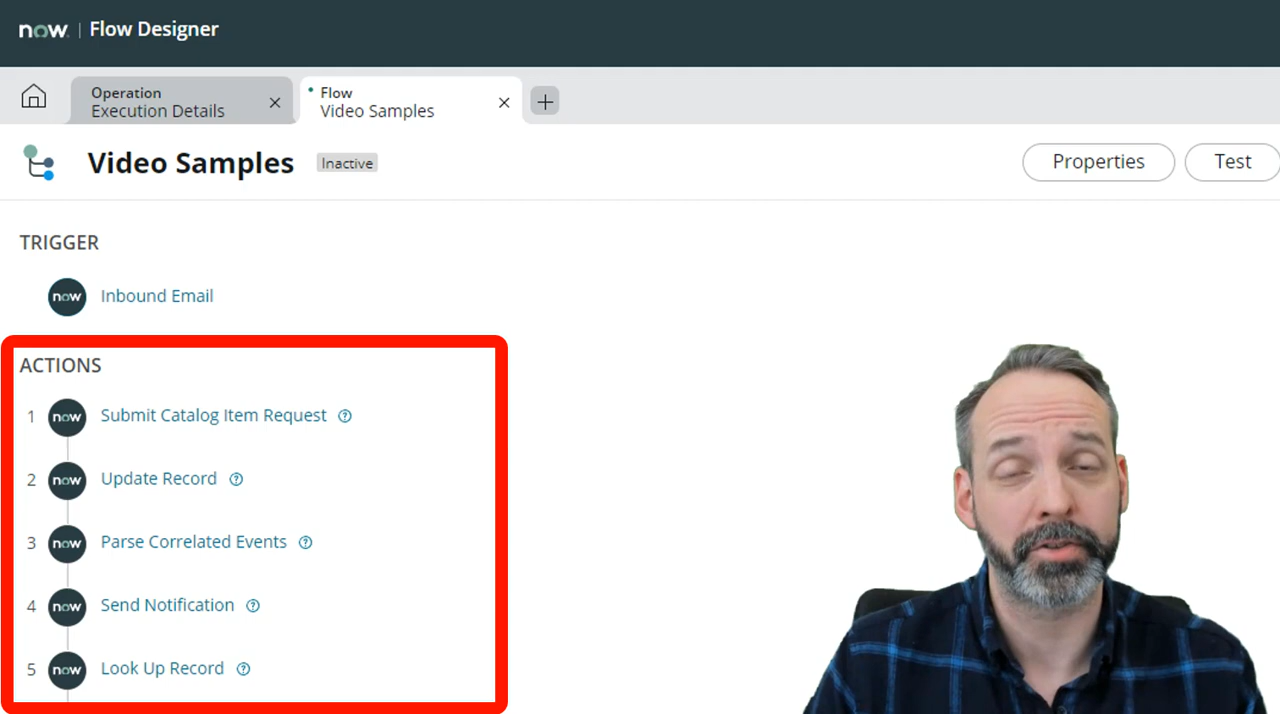 now. | Flow Designer
Operation
Execution Details
Flow
Video Samples
Video Samples Inactive
Properties Test
TRIGGER
now Inbound Email
ACTIONS
1 now Submit Catalog Item Request ?
2 now Update Record ?
3 now Parse Correlated Events ?
4 now Send Notification ?
5 now Look Up Record ?